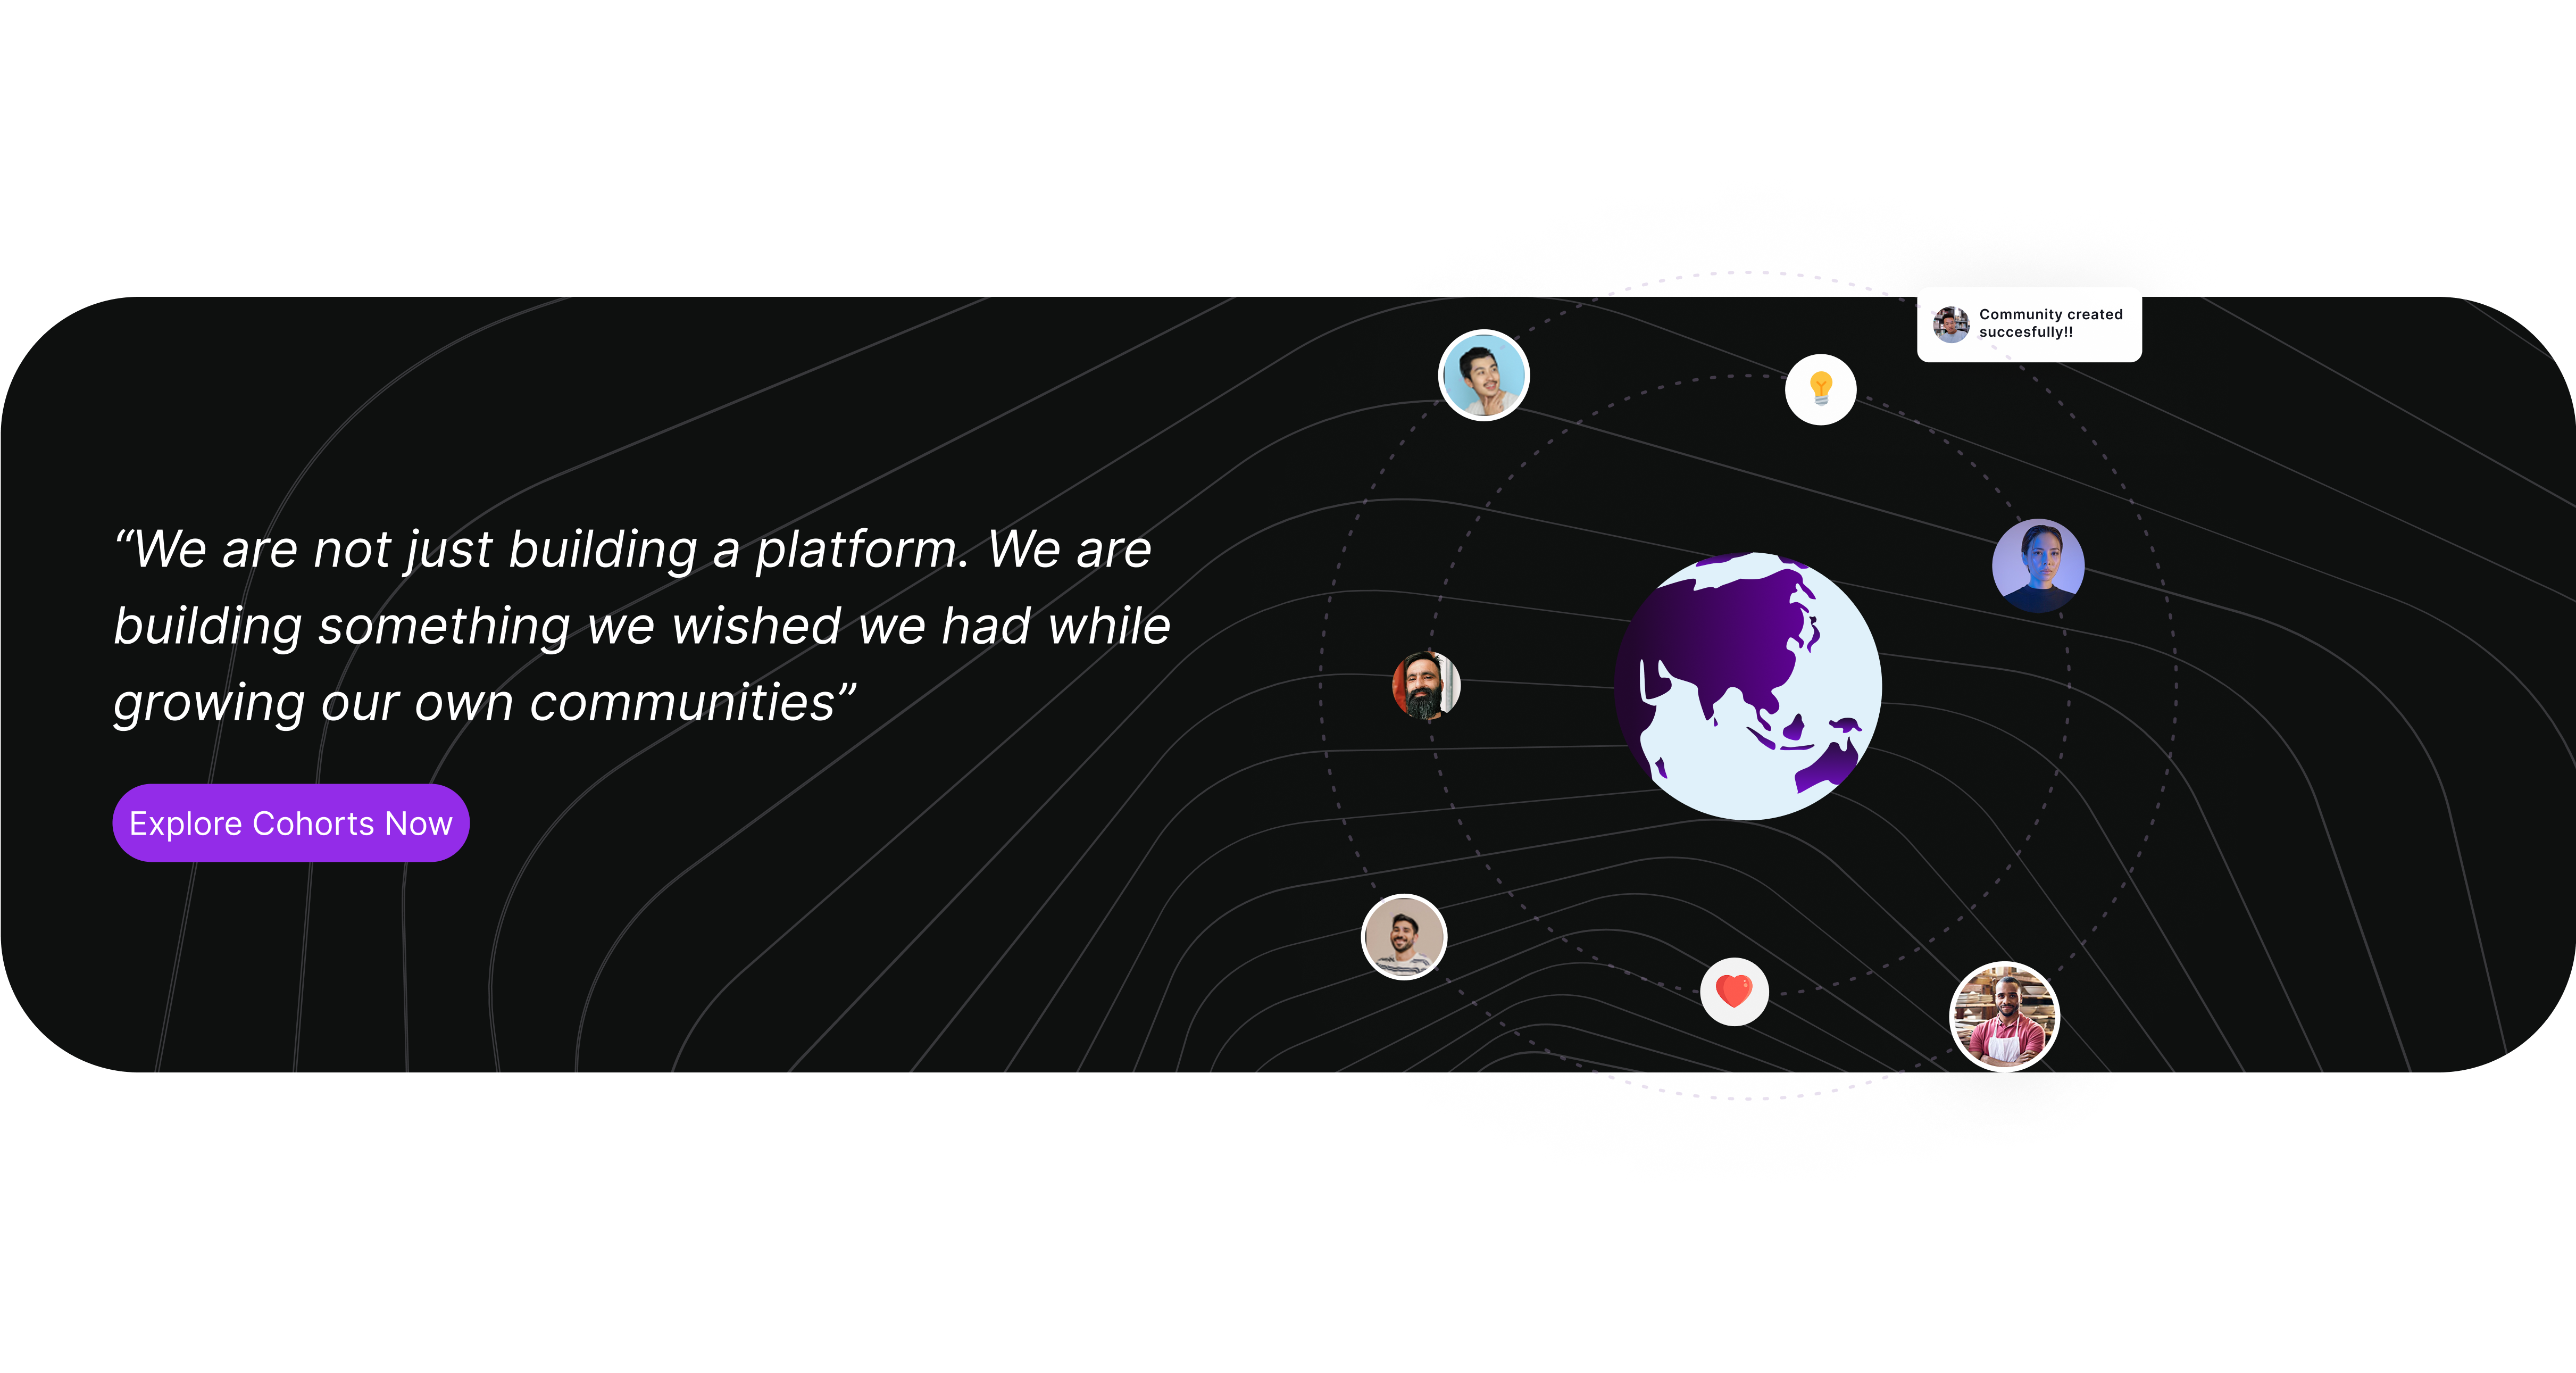 “We are not just building a platform. We are
building something we wished we had while
growing our own communities”
Explore Cohorts Now
Community created
succesfully!!